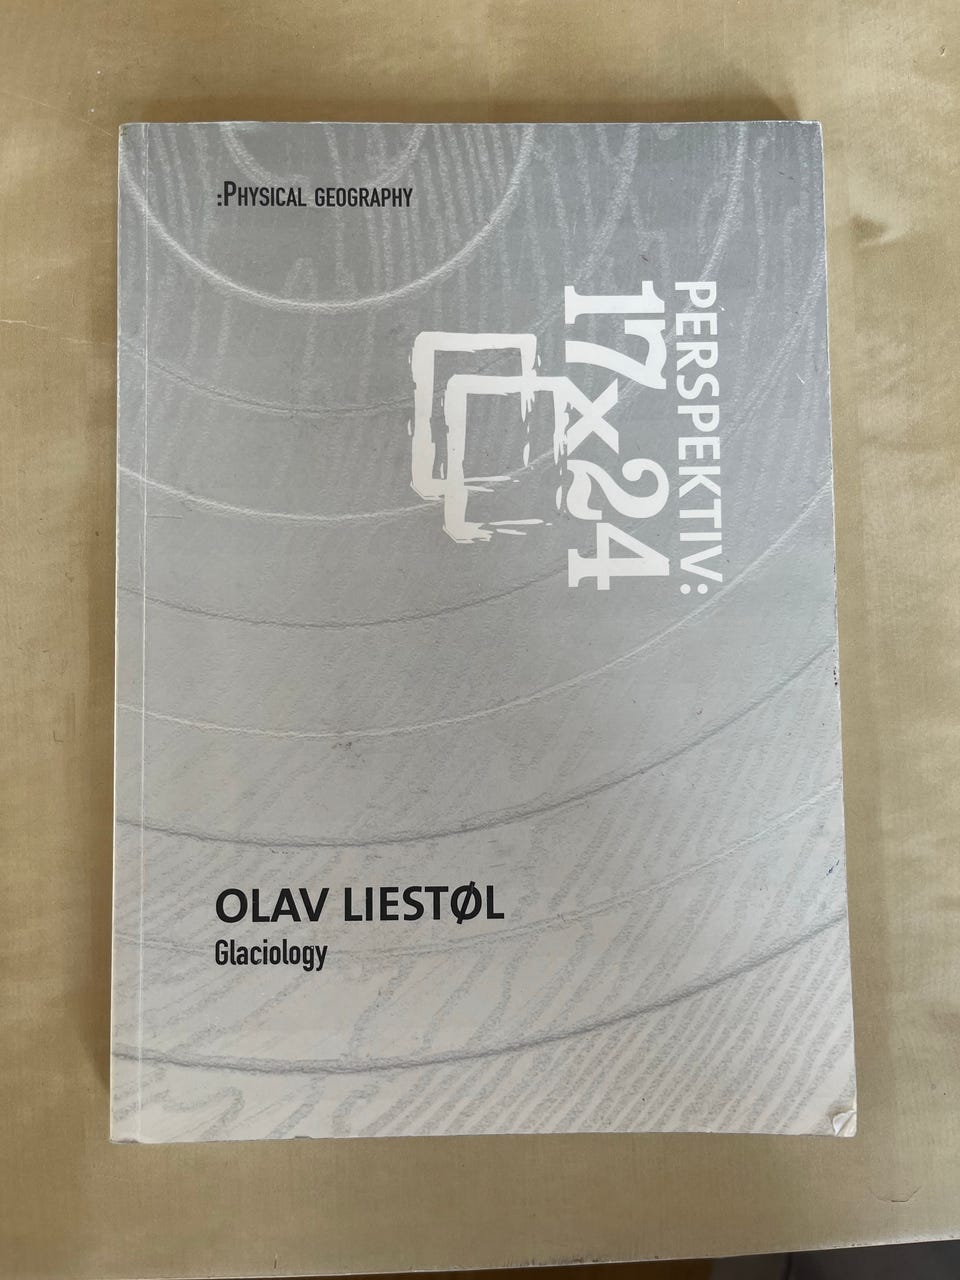 :PHYSICAL GEOGRAPHY
PERSPEKTIV:
17x24
OLAV LIESTØL
Glaciology